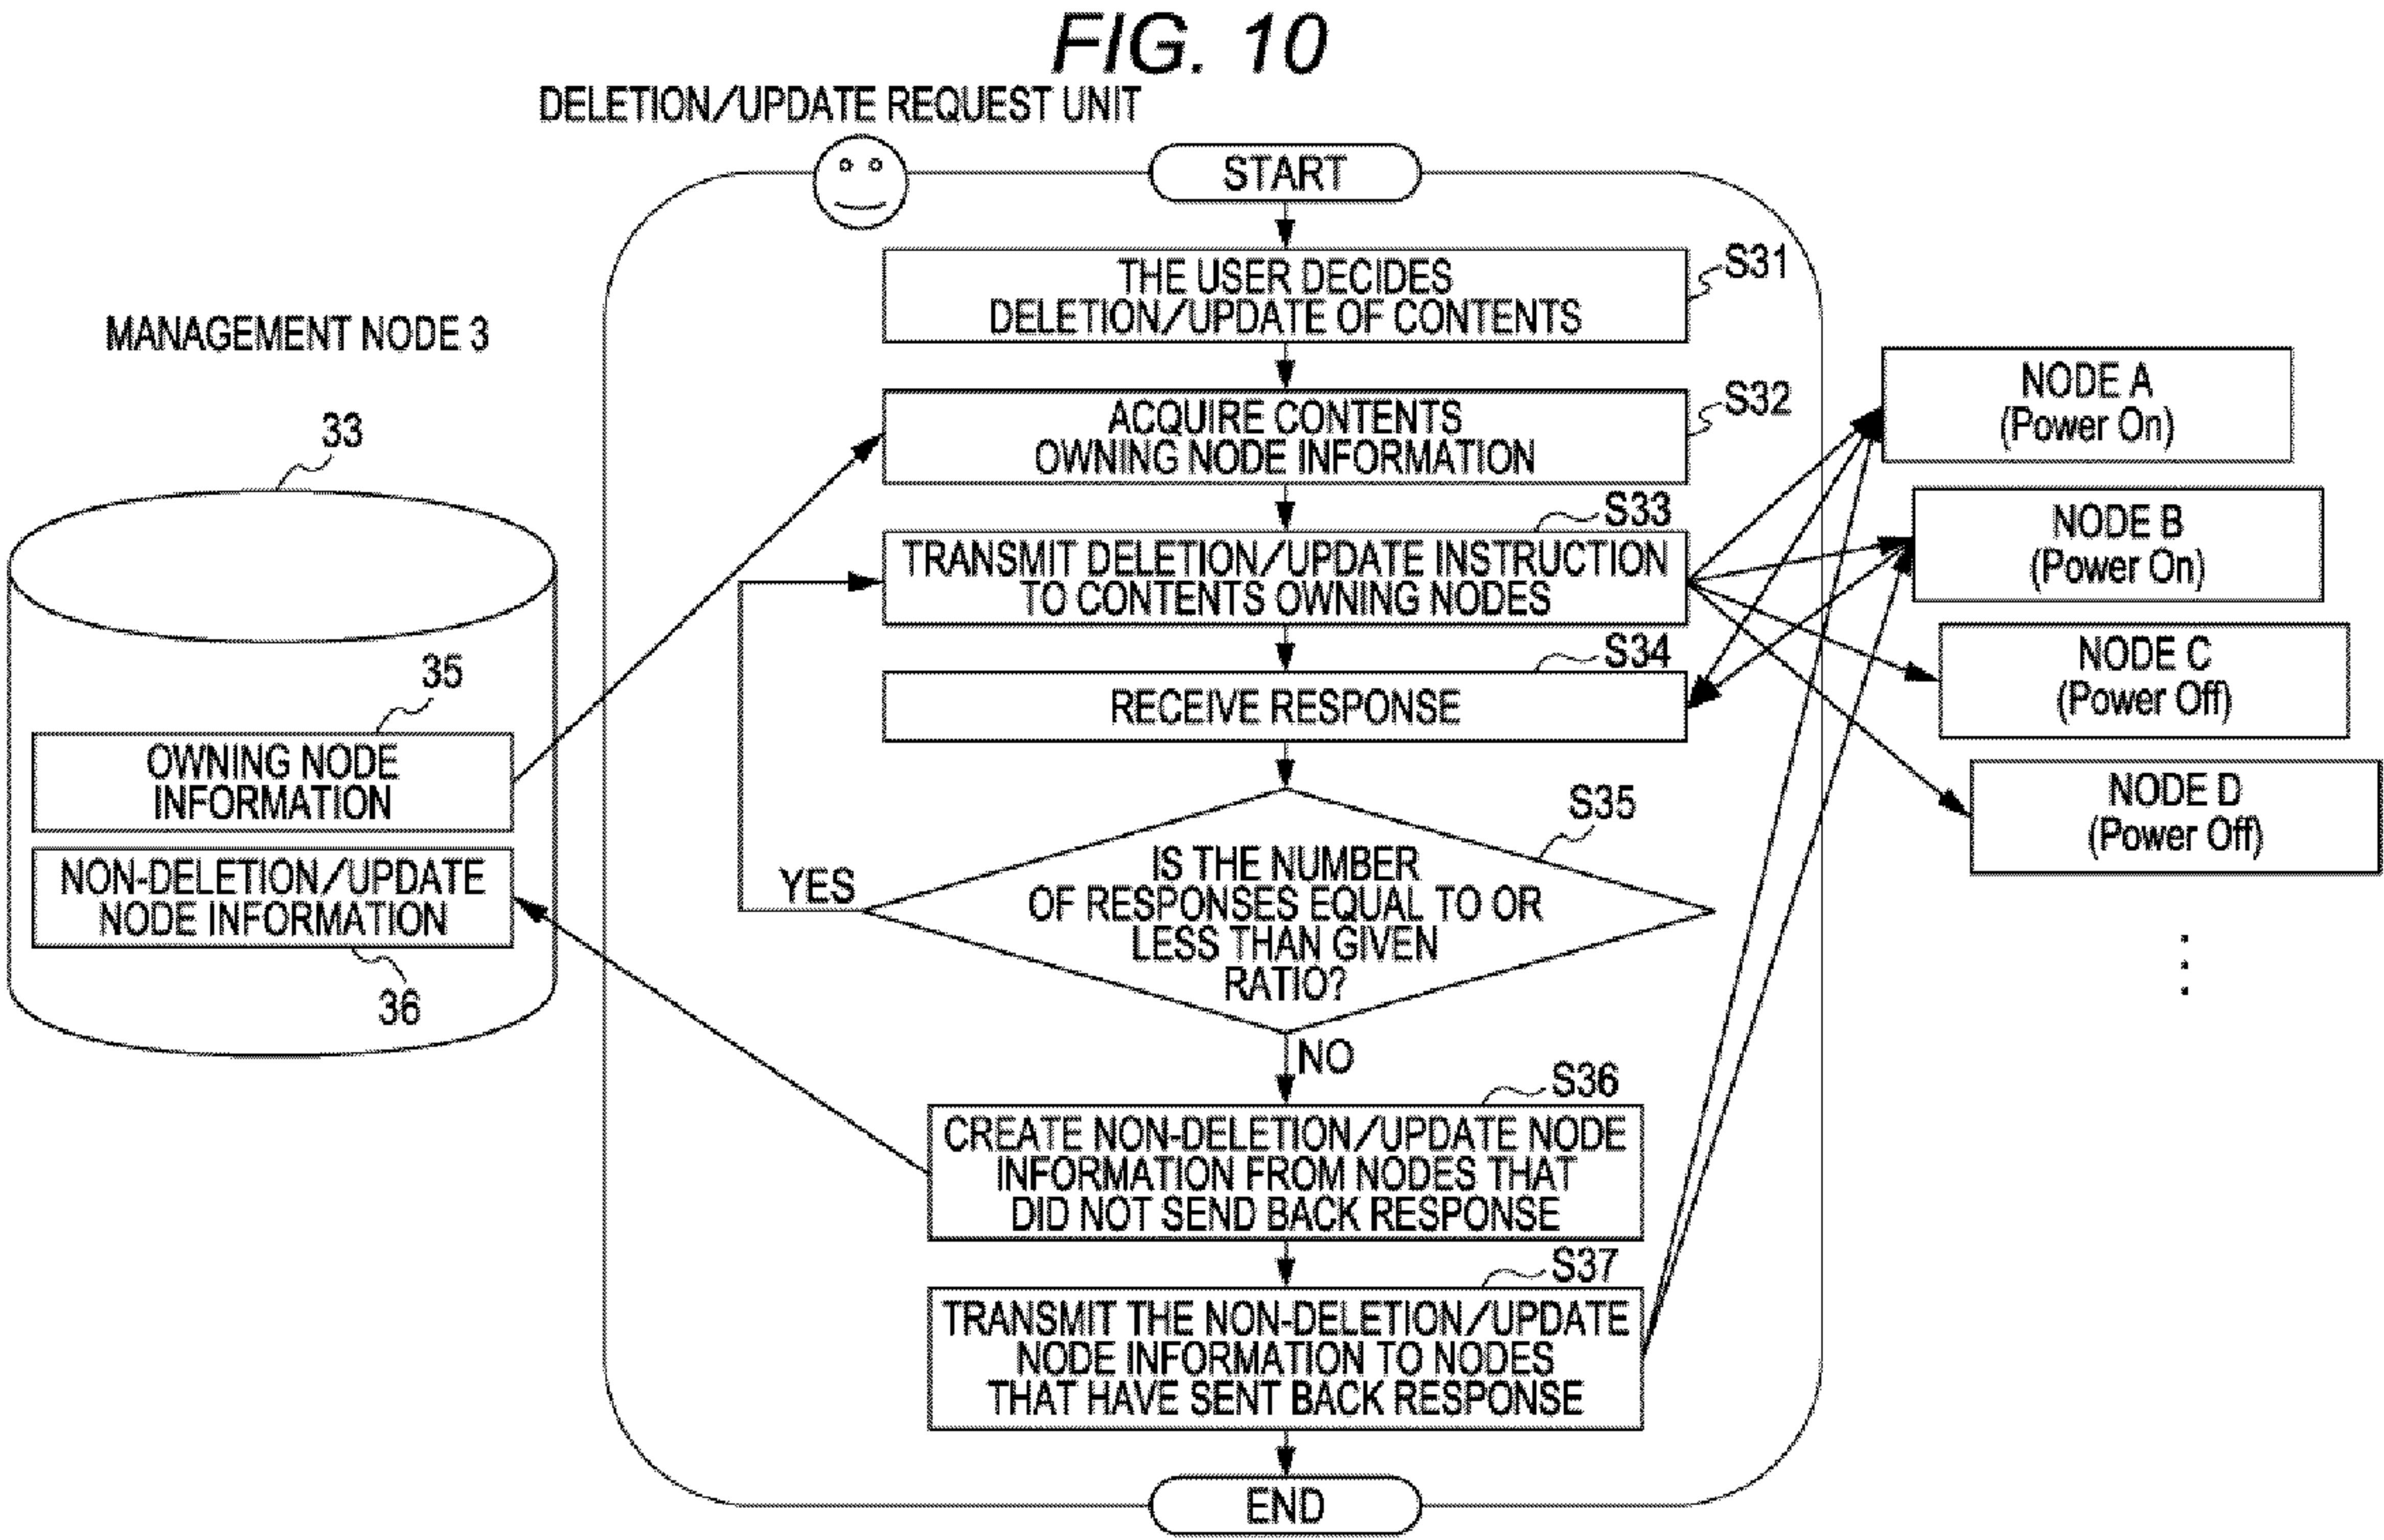 FIG. 10
DELETION/UPDATE REQUEST UNIT
START
THE USER DECIDES
DELETION/UPDATE OF CONTENTS
S31
MANAGEMENT NODE 3
33
ACQUIRE CONTENTS
OWNING NODE INFORMATION
S32
TRANSMIT DELETION/UPDATE INSTRUCTION
TO CONTENTS OWNING NODES
S33
RECEIVE RESPONSE
S34
35
OWNING NODE
INFORMATION
NON-DELETION/UPDATE
NODE INFORMATION
36
IS THE NUMBER
OF RESPONSES EQUAL TO OR
LESS THAN GIVEN
RATIO?
S35
YES
NO
CREATE NON-DELETION/UPDATE NODE
INFORMATION FROM NODES THAT
DID NOT SEND BACK RESPONSE
S36
TRANSMIT THE NON-DELETION/UPDATE
NODE INFORMATION TO NODES
THAT HAVE SENT BACK RESPONSE
S37
END
NODE A
(Power On)
NODE B
(Power On)
NODE C
(Power Off)
NODE D
(Power Off)